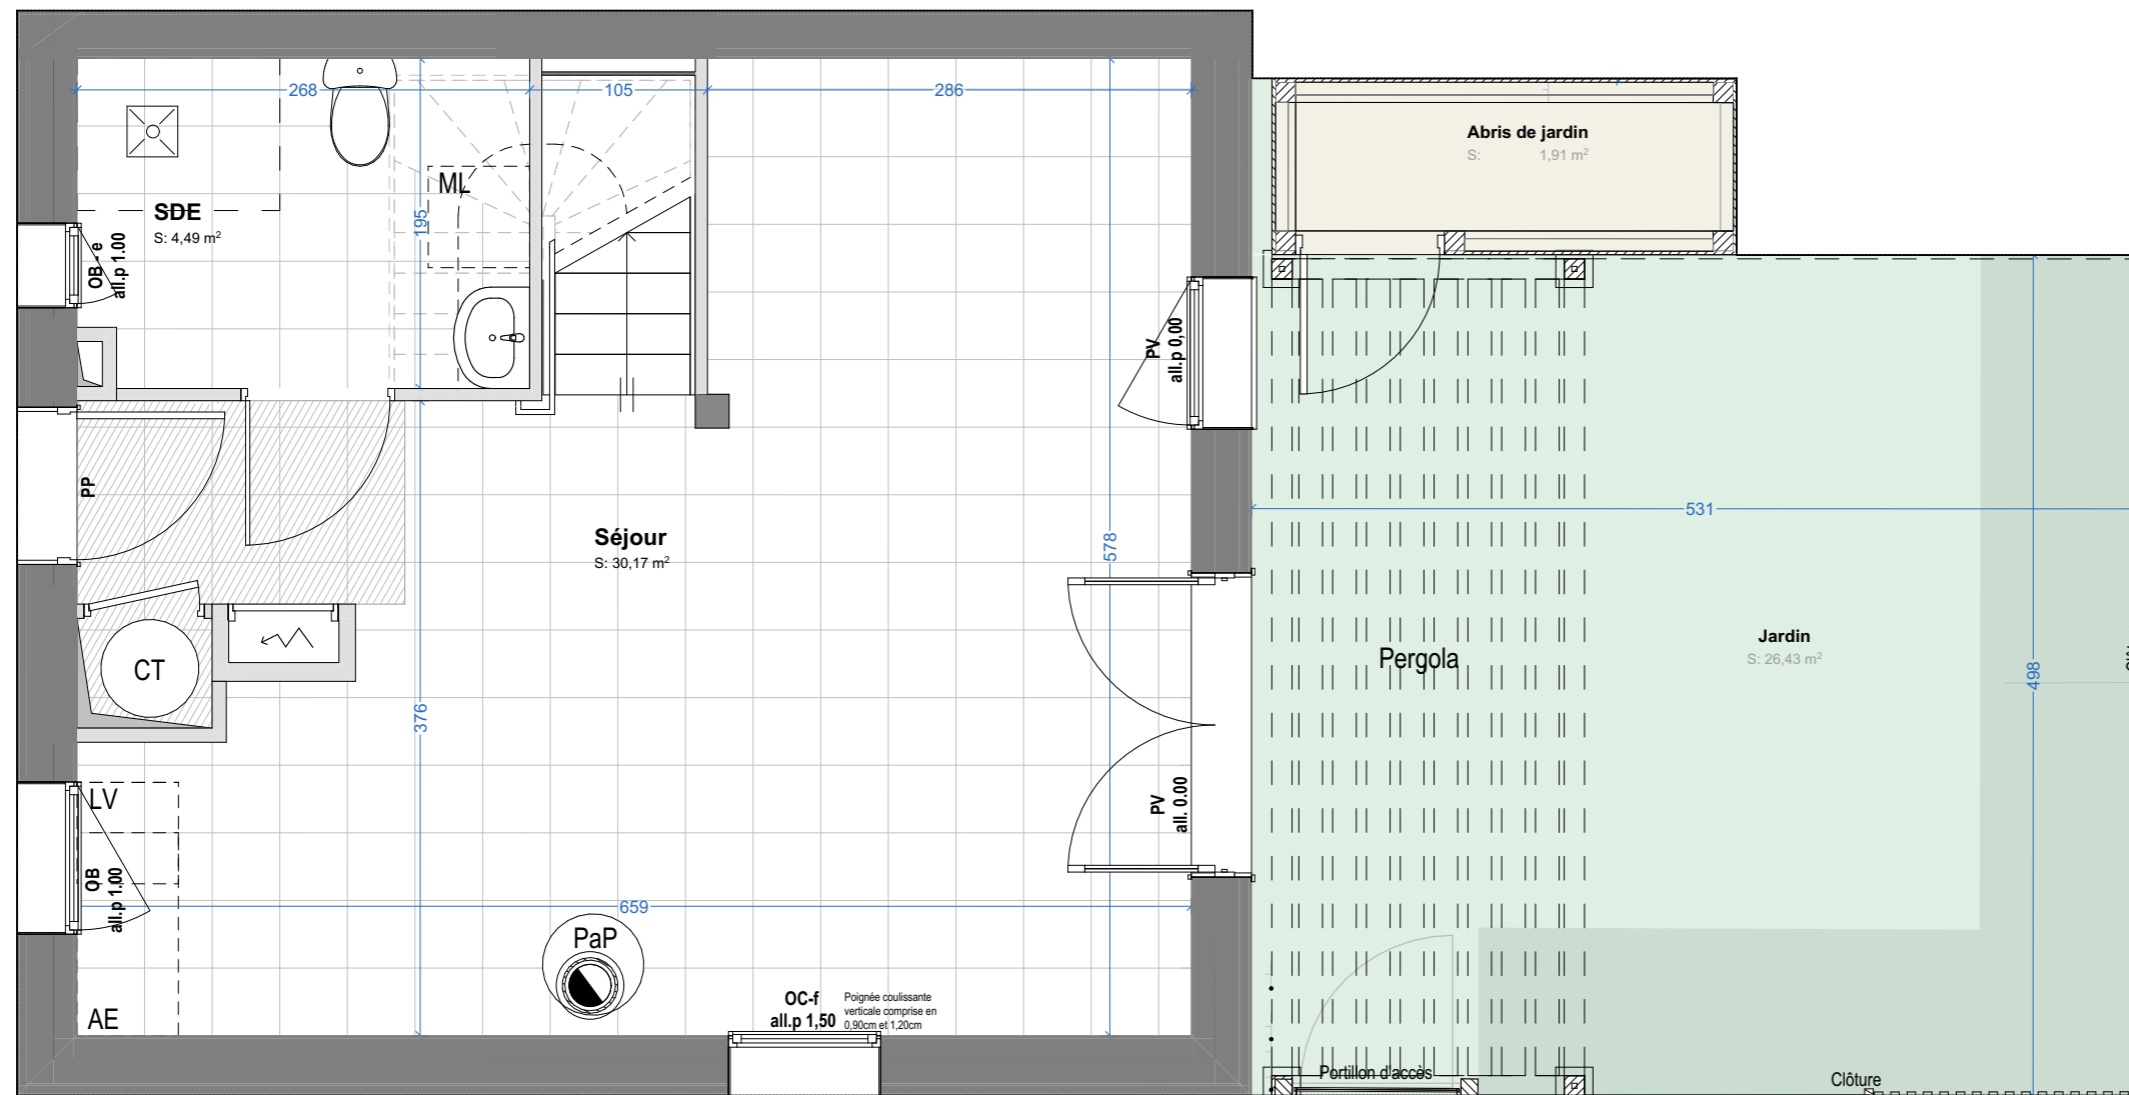 268
105
286
Abris de jardin
S: 1,91 m²
ML
SDE
S: 4,49 m²
195
OB - e
all.p 1.00
PV
all.p 0,00
PP
531
Séjour
S: 30,17 m²
578
Jardin
S: 26,43 m²
Pergola
CT
498
376
LV
PV
all. 0.00
OB
all.p 1,00
659
PaP
OC-f
all.p 1,50
Poignée coulissante
verticale comprise en
0,90cm et 1,20cm
AE
Portillon d'accès
Clôture